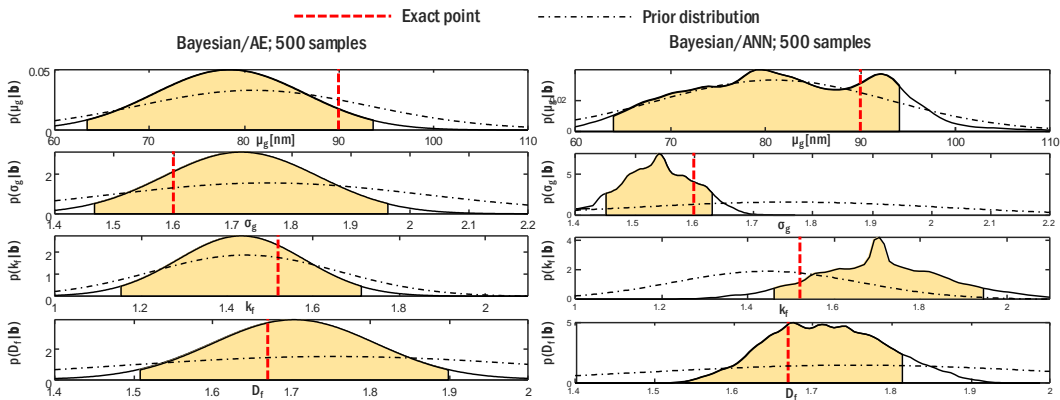 Exact point
Prior distribution
Bayesian/AE; 500 samples
Bayesian/ANN; 500 samples
p(μg|b)
0.05
0
60 70 80 90 100 110
μg[nm]
p(σg|b)
2
0
1.4 1.5 1.6 1.7 1.8 1.9 2 2.1 2.2
σg
p(kf|b)
2
1
0
1 1.2 1.4 1.6 1.8 2
kf
p(Df|b)
2
0
1.4 1.5 1.6 1.7 1.8 1.9 2
Df
p(μg|b)
0.02
0
60 70 80 90 100 110
μg[nm]
p(σg|b)
5
0
1.4 1.5 1.6 1.7 1.8 1.9 2 2.1 2.2
σg
p(kf|b)
4
2
0
1 1.2 1.4 1.6 1.8 2
kf
p(Df|b)
5
0
1.4 1.5 1.6 1.7 1.8 1.9 2
Df